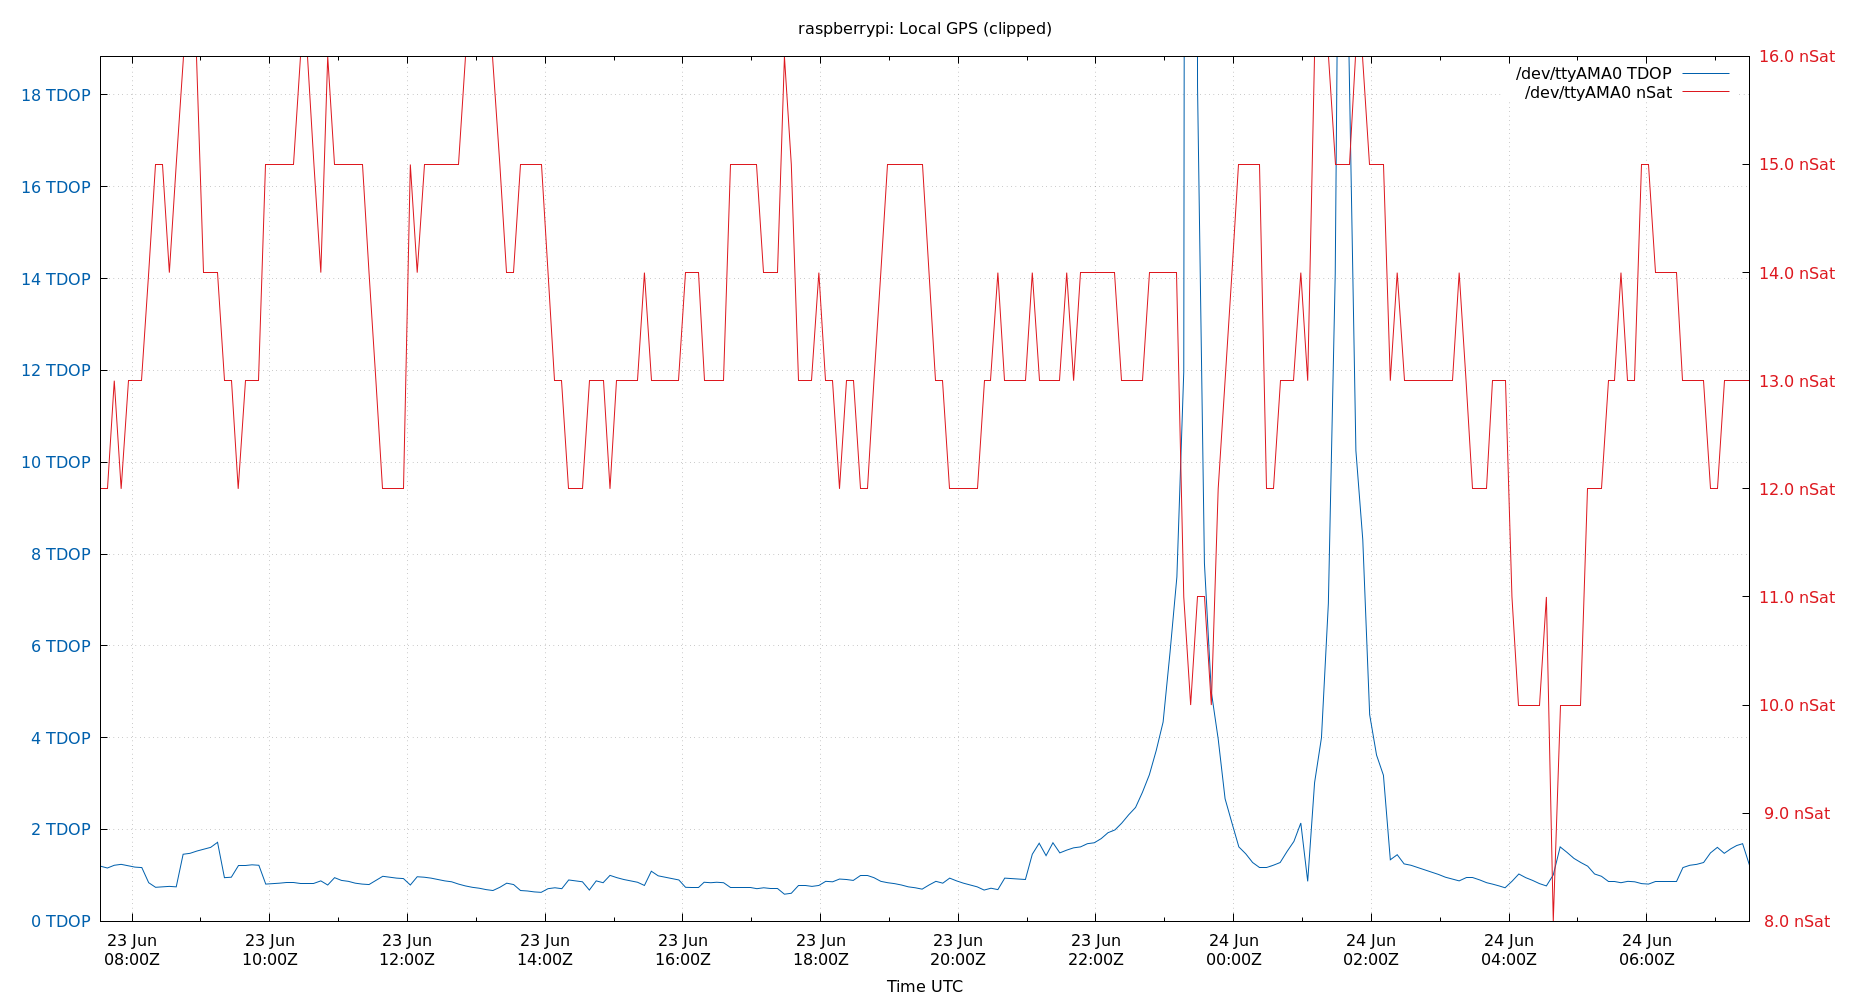 raspberrypi: Local GPS (clipped)
/dev/ttyAMA0 TDOP
/dev/ttyAMA0 nSat
18 TDOP
16 TDOP
14 TDOP
12 TDOP
10 TDOP
8 TDOP
6 TDOP
4 TDOP
2 TDOP
0 TDOP
16.0 nSat
15.0 nSat
14.0 nSat
13.0 nSat
12.0 nSat
11.0 nSat
10.0 nSat
9.0 nSat
8.0 nSat
23 Jun 23 Jun 23 Jun 23 Jun 23 Jun 23 Jun 23 Jun 23 Jun 24 Jun 24 Jun 24 Jun 24 Jun
08:00Z 10:00Z 12:00Z 14:00Z 16:00Z 18:00Z 20:00Z 22:00Z 00:00Z 02:00Z 04:00Z 06:00Z
Time UTC